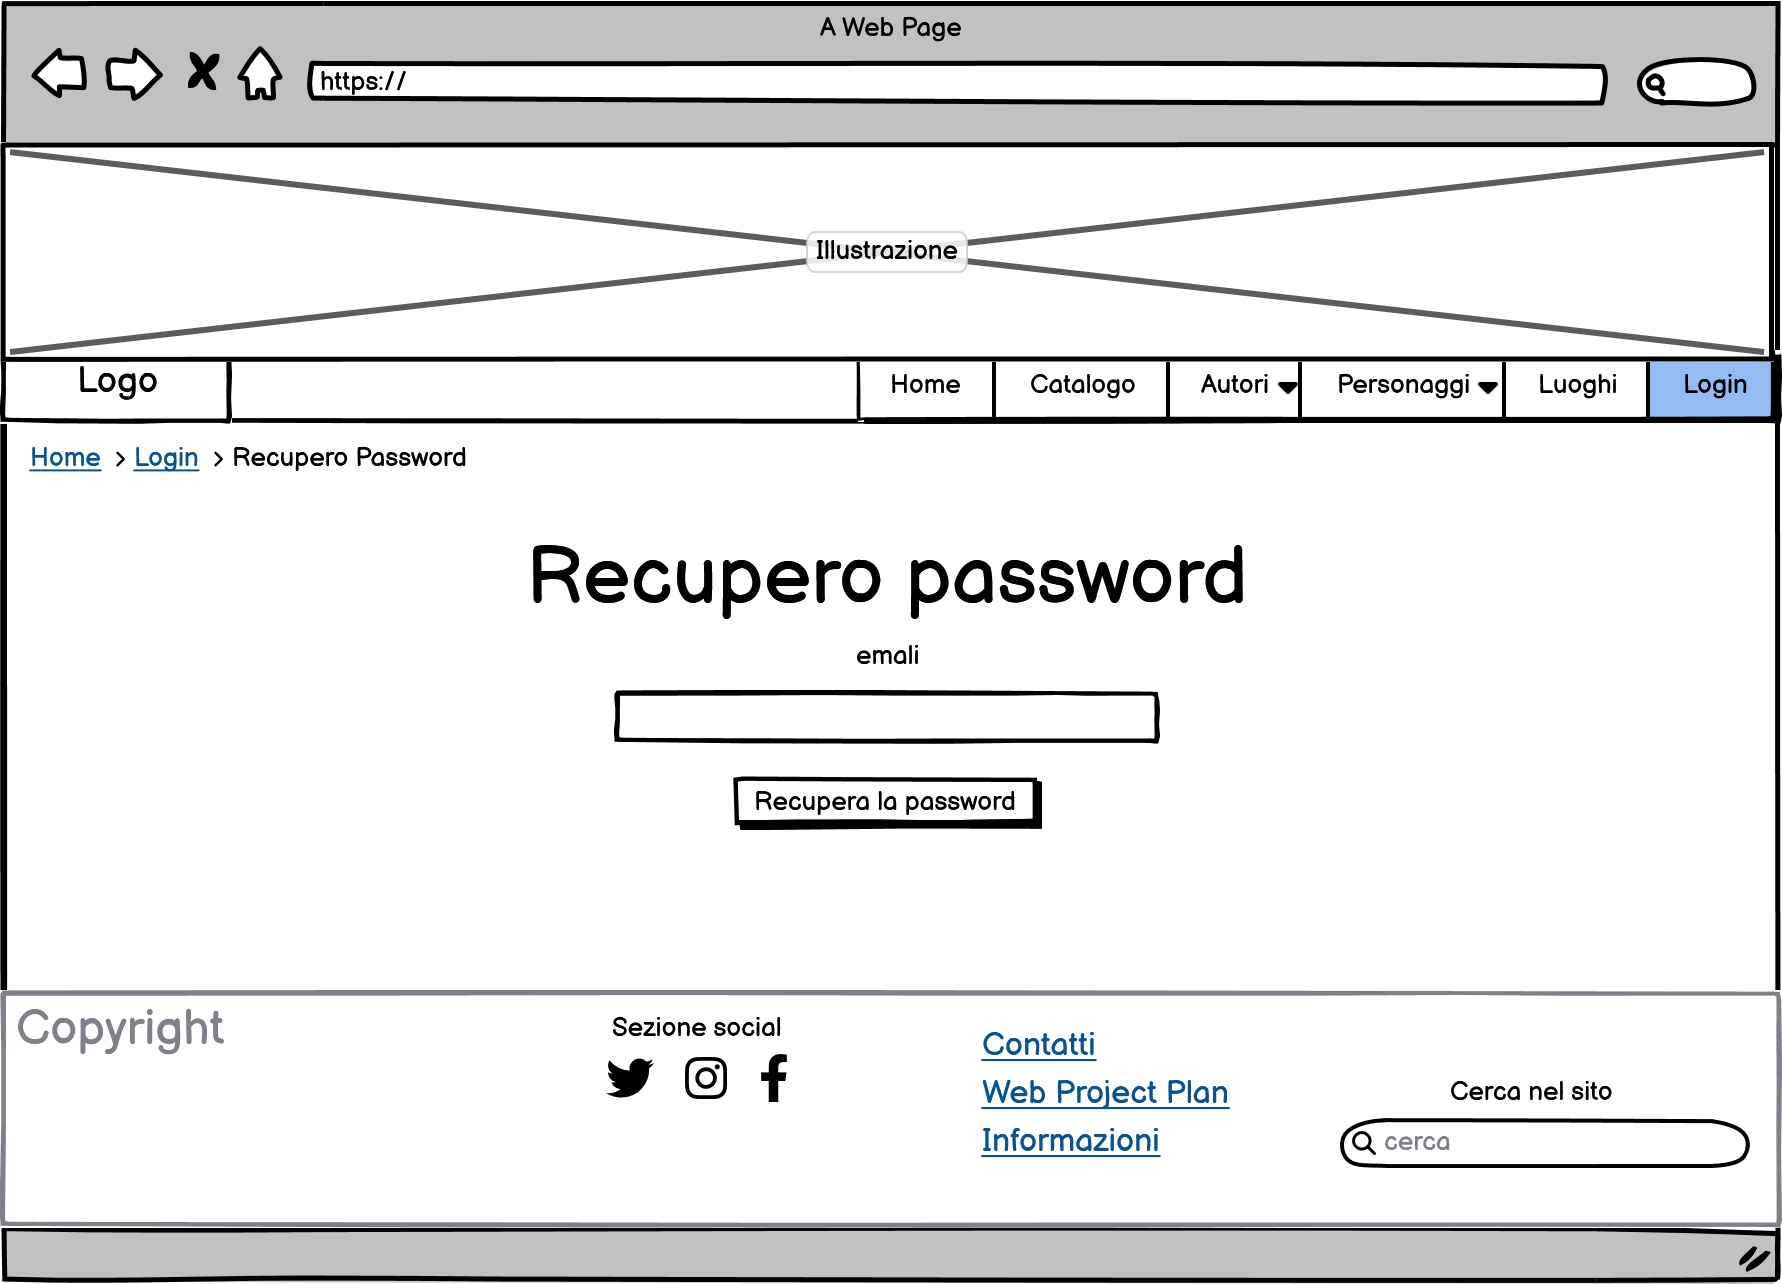 A Web Page
https://
Illustrazione
Logo
Home Catalogo Autori Personaggi Luoghi Login
Home > Login > Recupero Password
Recupero password
emali
Recupera la password
Copyright
Sezione social
Contatti
Web Project Plan
Informazioni
Cerca nel sito
cerca